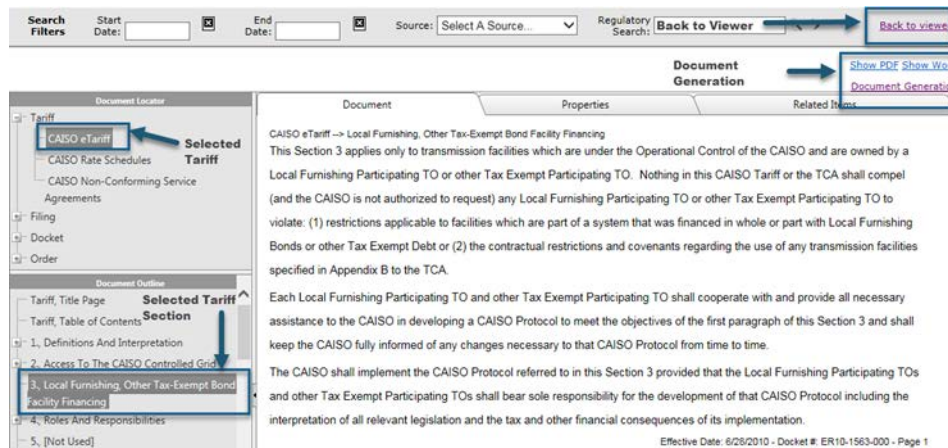 Search Filters
Start Date:
End Date:
Source: Select A Source...
Regulatory Search: Back to Viewer
Back to viewer
Document Generation
Show PDF Show Wo
Document Generatio
Document Locator
Tariff
CAISO eTariff
Selected Tariff
CAISO Rate Schedules
CAISO Non-Conforming Service
Agreements
Filing
Docket
Order
Document Outline
Tariff, Title Page
Selected Tariff Section
Tariff, Table of Contents
1., Definitions And Interpretation
2., Access To The CAISO Controlled Grid
3., Local Furnishing, Other Tax-Exempt Bond
Facility Financing
4., Roles And Responsibilities
5., [Not Used]
Document Properties Related Items
CAISO eTariff --> Local Furnishing, Other Tax-Exempt Bond Facility Financing
This Section 3 applies only to transmission facilities which are under the Operational Control of the CAISO and are owned by a
Local Furnishing Participating TO or other Tax Exempt Participating TO. Nothing in this CAISO Tariff or the TCA shall compel
(and the CAISO is not authorized to request) any Local Furnishing Participating TO or other Tax Exempt Participating TO to
violate: (1) restrictions applicable to facilities which are part of a system that was financed in whole or part with Local Furnishing
Bonds or other Tax Exempt Debt or (2) the contractual restrictions and covenants regarding the use of any transmission facilities
specified in Appendix B to the TCA.
Each Local Furnishing Participating TO and other Tax Exempt Participating TO shall cooperate with and provide all necessary
assistance to the CAISO in developing a CAISO Protocol to meet the objectives of the first paragraph of this Section 3 and shall
keep the CAISO fully informed of any changes necessary to that CAISO Protocol from time to time.
The CAISO shall implement the CAISO Protocol referred to in this Section 3 provided that the Local Furnishing Participating TOs
and other Tax Exempt Participating TOs shall bear sole responsibility for the development of that CAISO Protocol including the
interpretation of all relevant legislation and the tax and other financial consequences of its implementation.
Effective Date: 6/28/2010 - Docket #: ER10-1563-000 - Page 1